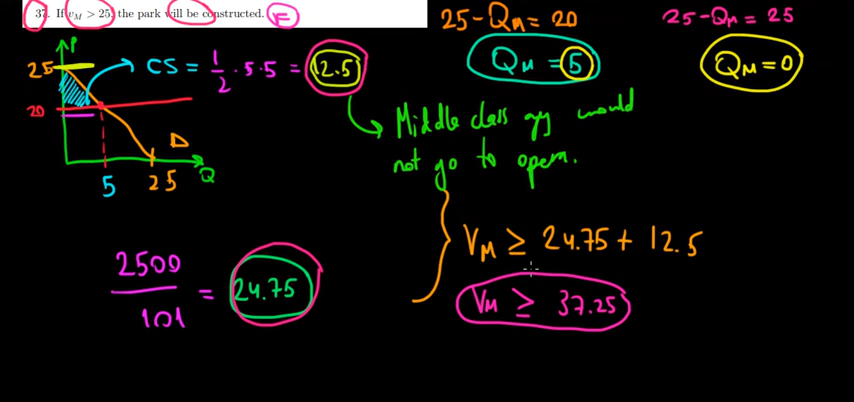 37. If v_M > 25, the park will be constructed. F
25 - Q_M = 20
25 - Q_M = 25
Q_M = 5
Q_M = 0
P
25
CS = 1/2 · 5 · 5 = 12.5
20
D
Q
5
25
Middle class guy would
not go to opera.
V_M ≥ 24.75 + 12.5
2500
101
= 24.75
V_M ≥ 37.25